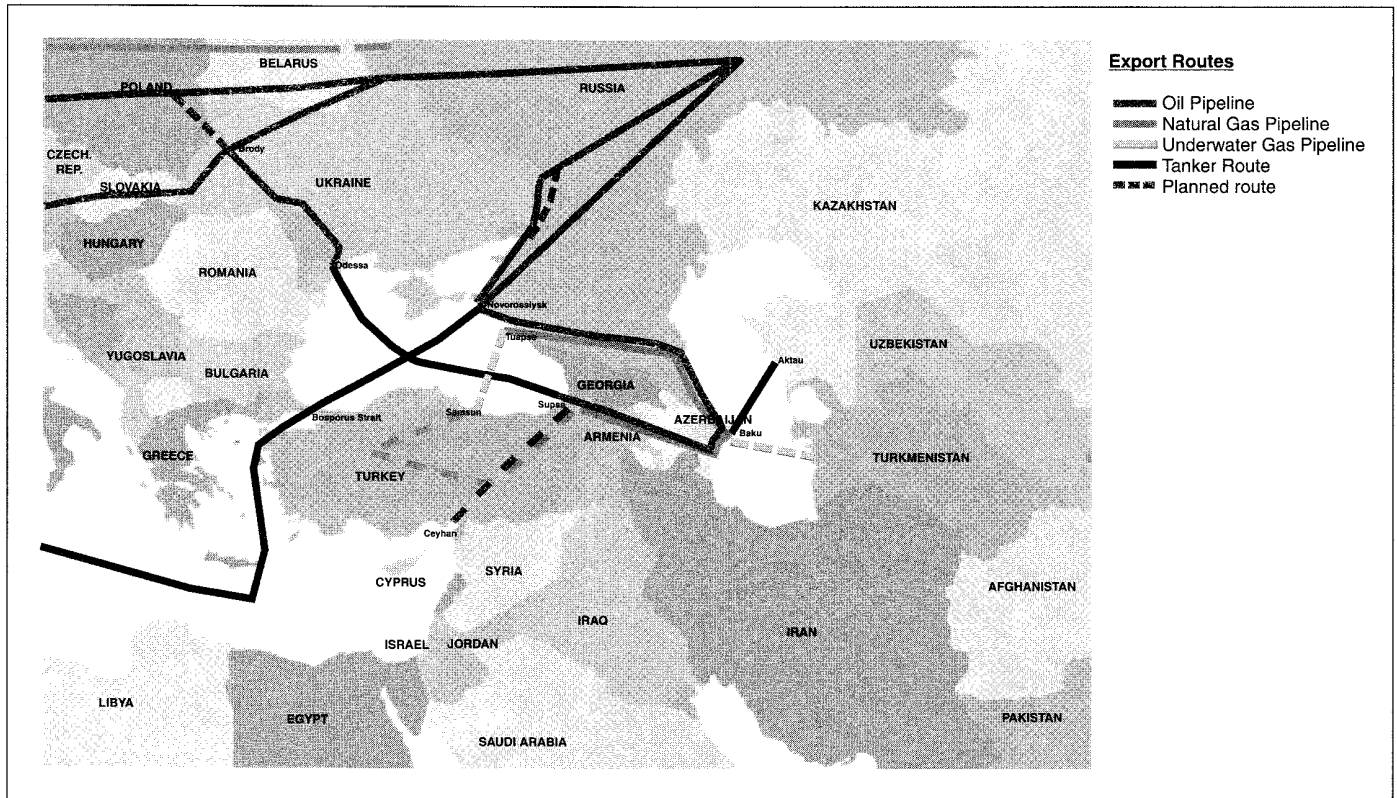 BELARUS
POLAND
RUSSIA
Brody
CZECH.
REP.
SLOVAKIA
UKRAINE
KAZAKHSTAN
HUNGARY
ROMANIA
Odessa
Novorossiysk
Tuapse
UZBEKISTAN
YUGOSLAVIA
BULGARIA
Aktau
GEORGIA
Bosporus Strait
Samsun
Supsa
AZERBAIJAN
Baku
ARMENIA
GREECE
TURKEY
TURKMENISTAN
Ceyhan
CYPRUS
SYRIA
AFGHANISTAN
IRAQ
IRAN
ISRAEL
JORDAN
LIBYA
EGYPT
PAKISTAN
SAUDI ARABIA
Export Routes
Oil Pipeline
Natural Gas Pipeline
Underwater Gas Pipeline
Tanker Route
Planned route